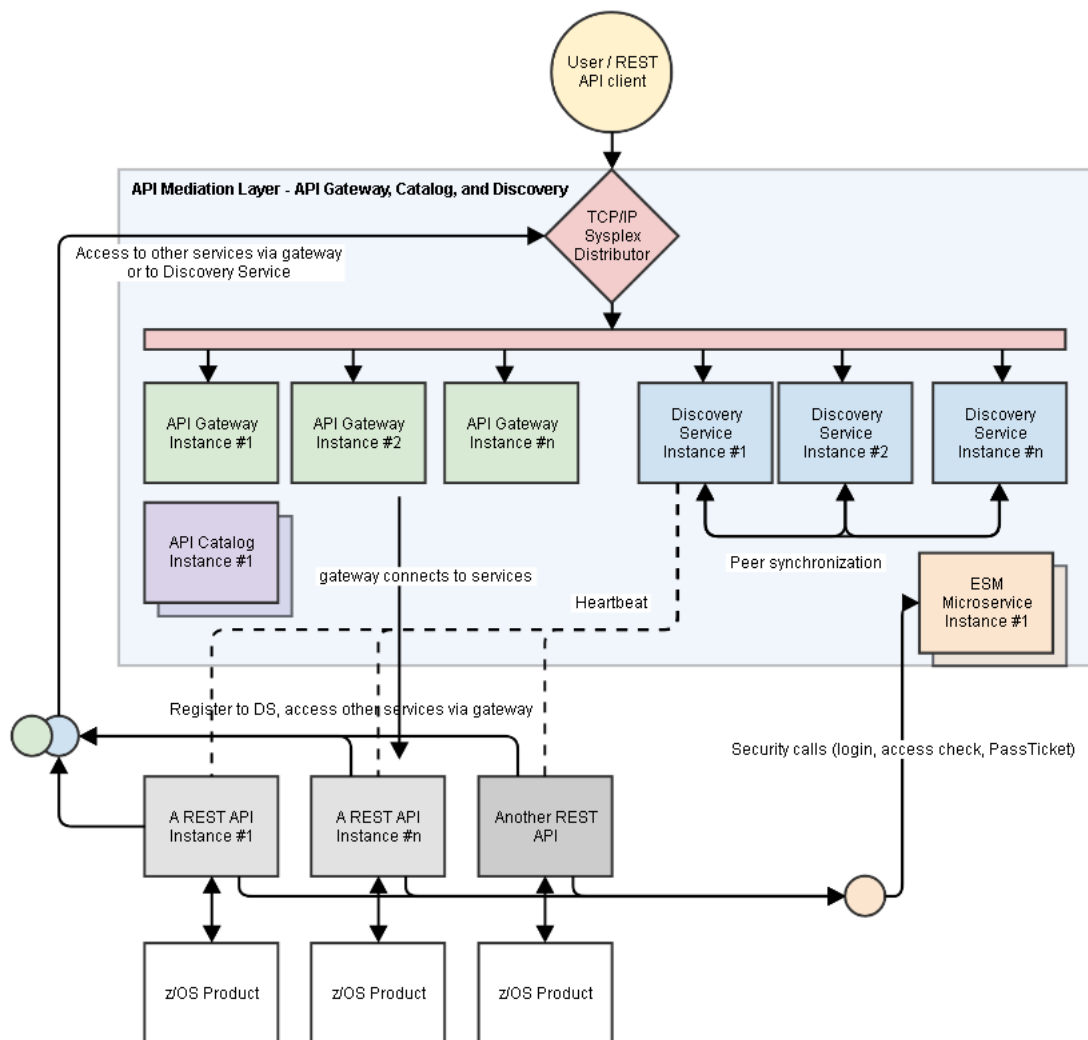 User / REST
API client
API Mediation Layer - API Gateway, Catalog, and Discovery
TCP/IP
Sysplex
Distributor
Access to other services via gateway
or to Discovery Service
API Gateway
Instance #1
API Gateway
Instance #2
API Gateway
Instance #n
Discovery
Service
Instance #1
Discovery
Service
Instance #2
Discovery
Service
Instance #n
API Catalog
Instance #1
gateway connects to services
Peer synchronization
Heartbeat
ESM
Microservice
Instance #1
Register to DS, access other services via gateway
Security calls (login, access check, PassTicket)
A REST API
Instance #1
A REST API
Instance #n
Another REST
API
z/OS Product
z/OS Product
z/OS Product